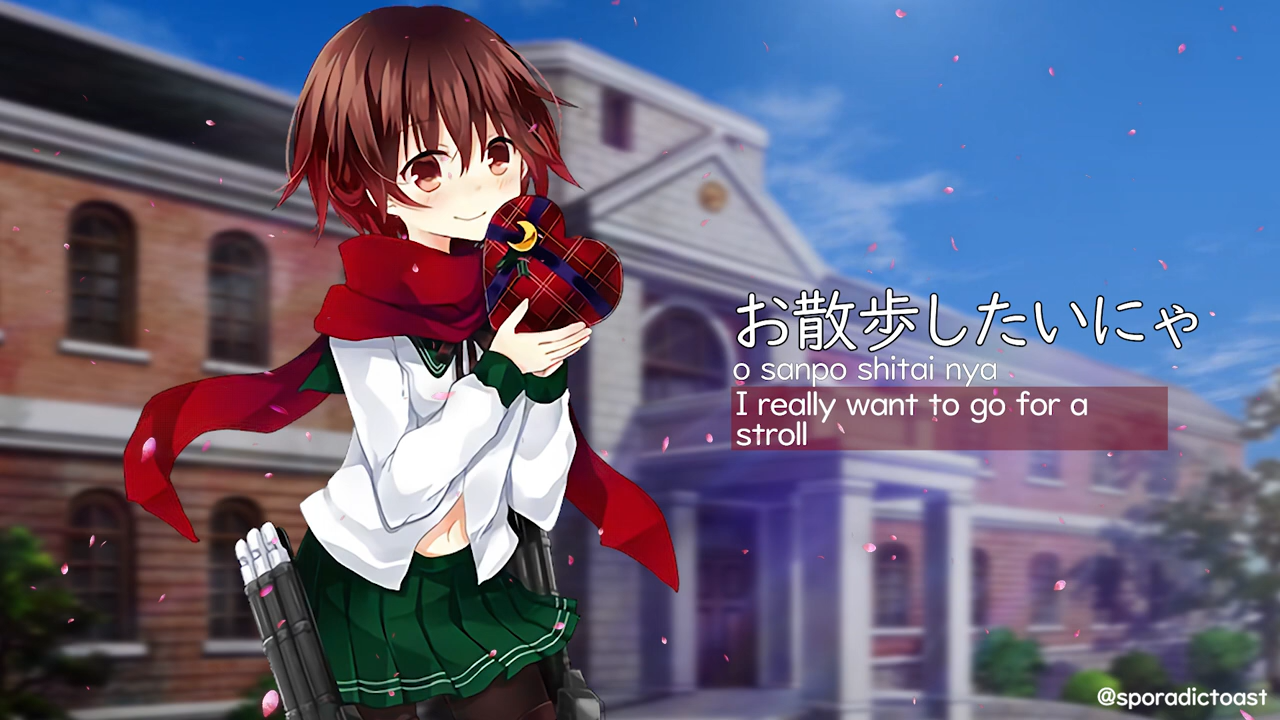 お散歩したいにゃ
o sanpo shitai nya
I really want to go for a
stroll
@sporadictoast